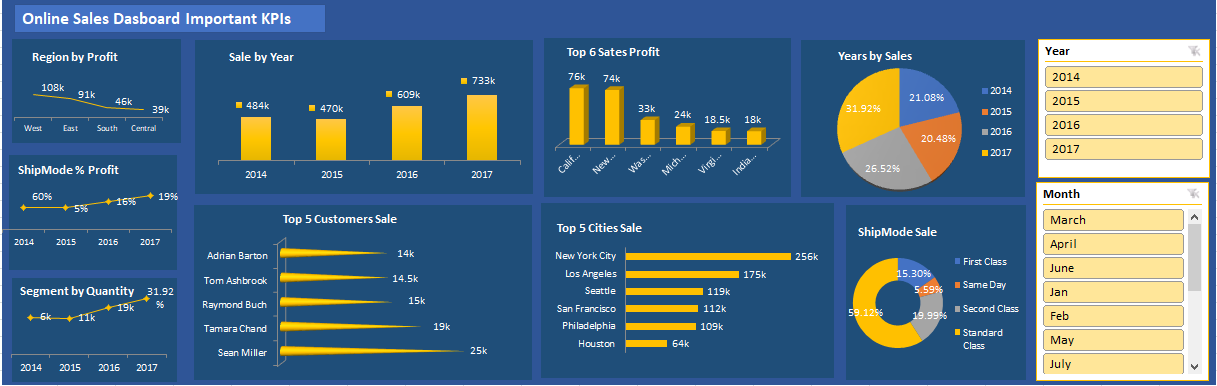 Online Sales Dasboard Important KPIs
Region by Profit
108k
91k
46k
39k
West East South Central
ShipMode % Profit
60%
5%
16%
19%
2014 2015 2016 2017
Segment by Quantity
6k
11k
19k
31.92
%
2014 2015 2016 2017
Sale by Year
484k
470k
609k
733k
2014 2015 2016 2017
Top 5 Customers Sale
Adrian Barton 14k
Tom Ashbrook 14.5k
Raymond Buch 15k
Tamara Chand 19k
Sean Miller 25k
Top 6 Sates Profit
76k
74k
33k
24k
18.5k
18k
Calif...
New...
Was...
Mich...
Virgi...
India...
Top 5 Cities Sale
New York City 256k
Los Angeles 175k
Seattle 119k
San Francisco 112k
Philadelphia 109k
Houston 64k
Years by Sales
21.08%
20.48%
26.52%
31.92%
2014
2015
2016
2017
ShipMode Sale
15.30%
5.59%
19.99%
59.12%
First Class
Same Day
Second Class
Standard
Class
Year
2014
2015
2016
2017
Month
March
April
June
Jan
Feb
May
July